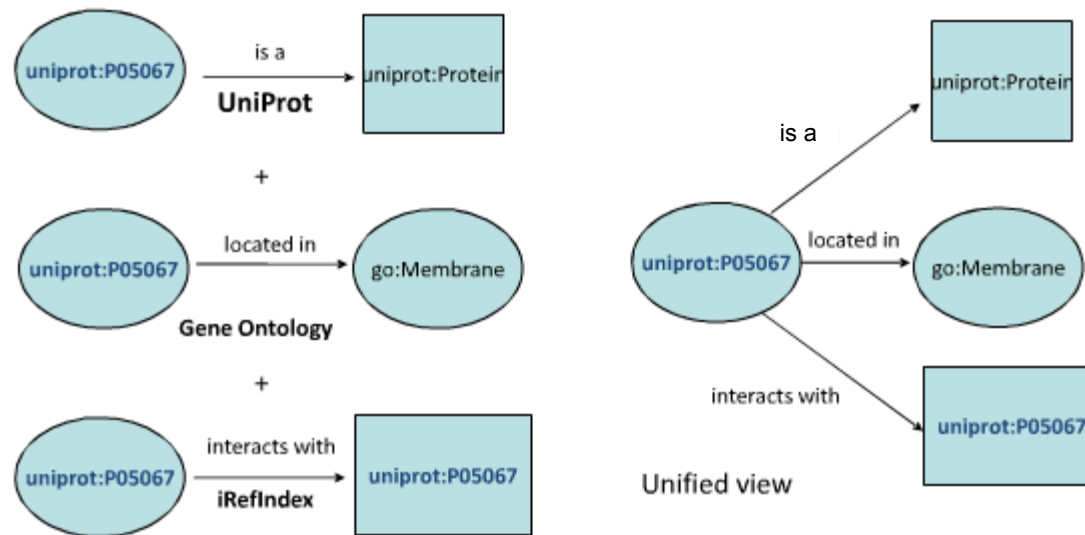 uniprot:P05067
is a
UniProt
uniprot:Protein
+
uniprot:P05067
located in
Gene Ontology
go:Membrane
+
uniprot:P05067
interacts with
iRefIndex
uniprot:P05067
uniprot:P05067
is a
uniprot:Protein
located in
go:Membrane
interacts with
uniprot:P05067
Unified view